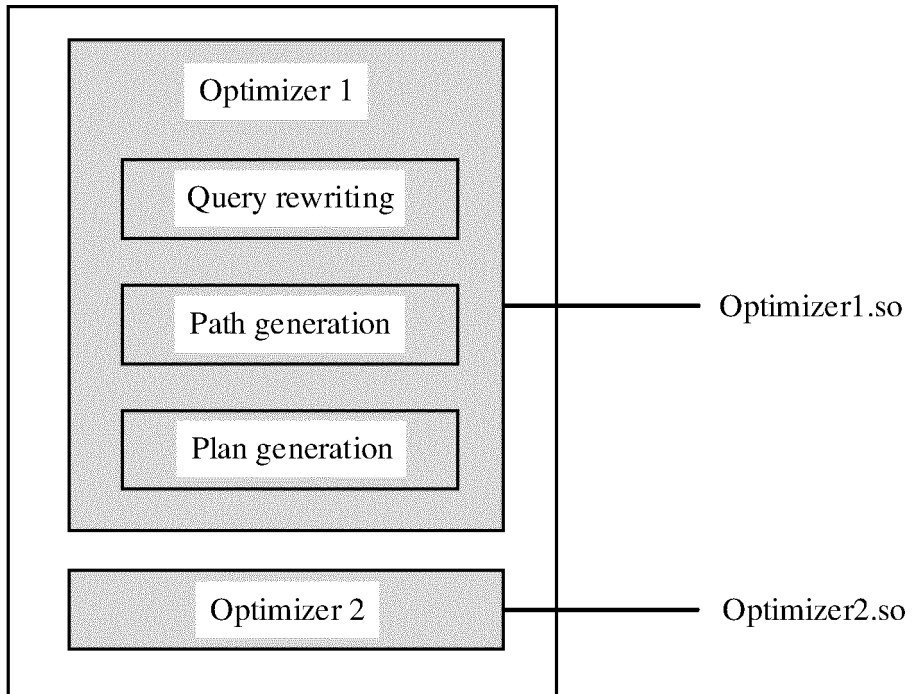 Optimizer 1
Query rewriting
Path generation
Optimizer1.so
Plan generation
Optimizer 2
Optimizer2.so